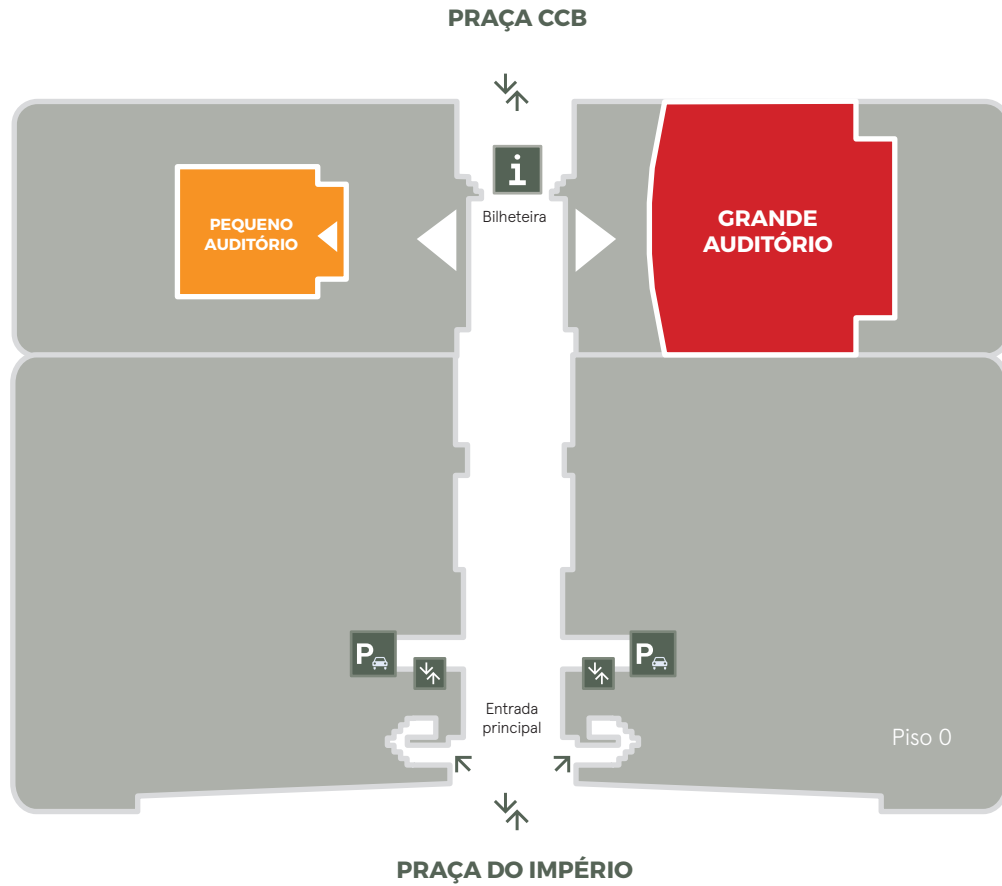 PRAÇA CCB
i
Bilheteira
PEQUENO
AUDITÓRIO
GRANDE
AUDITÓRIO
P
P
Entrada
principal
Piso 0
PRAÇA DO IMPÉRIO